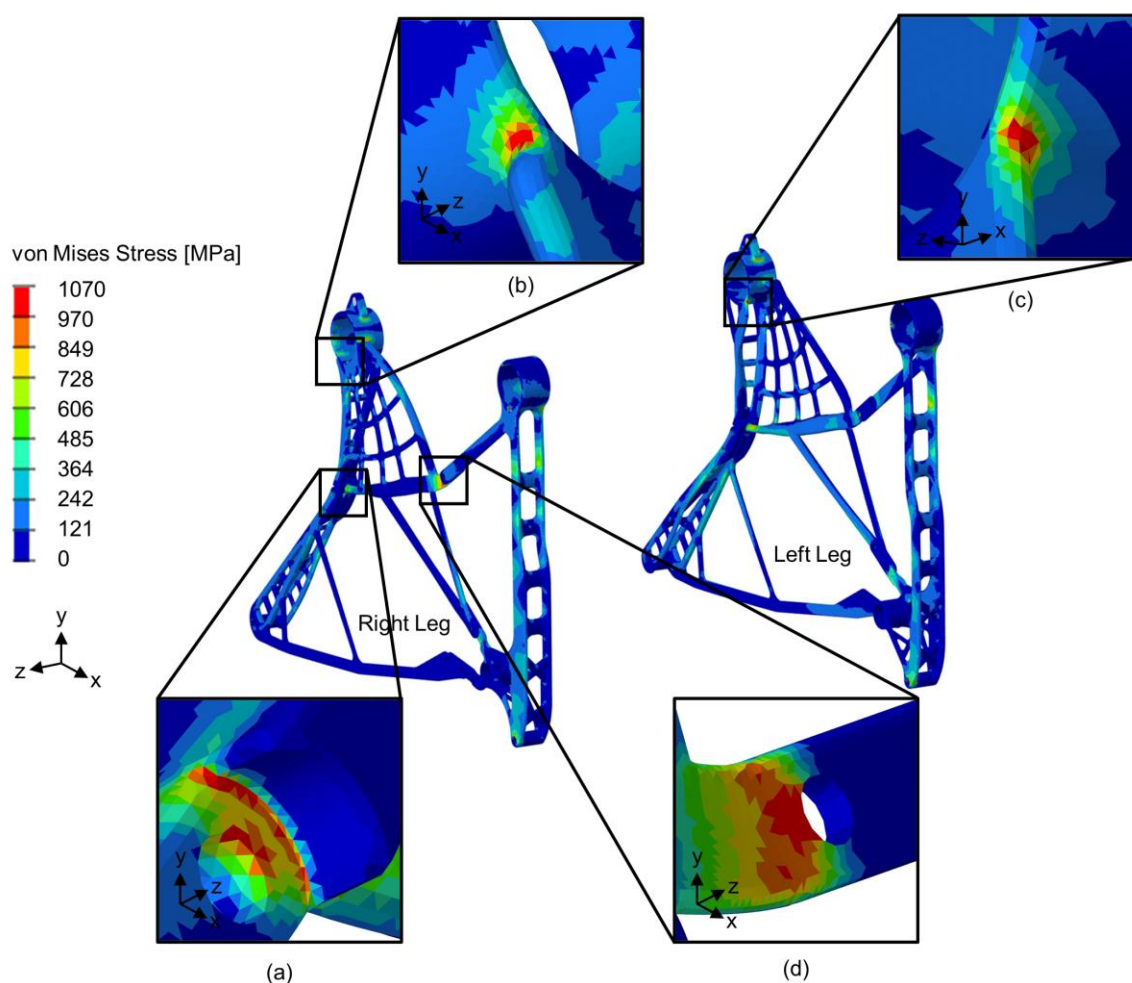 (b)
(c)
von Mises Stress [MPa]
1070
970
849
728
606
485
364
242
121
0
y
z
x
y
z
x
y
z
x
Right Leg
Left Leg
y
z
x
y
z
x
(a)
(d)